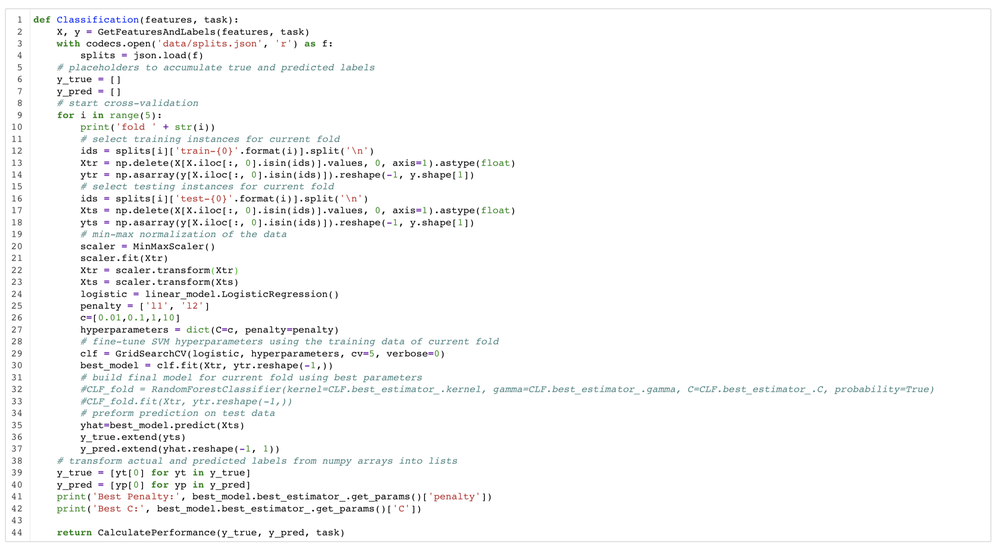 1 def Classification(features, task):
2     X, y = GetFeaturesAndLabels(features, task)
3     with codecs.open('data/splits.json', 'r') as f:
4         splits = json.load(f)
5     # placeholders to accumulate true and predicted labels
6     y_true = []
7     y_pred = []
8     # start cross-validation
9     for i in range(5):
10         print('fold ' + str(i))
11         # select training instances for current fold
12         ids = splits[i]['train-{0}'.format(i)].split('\n')
13         Xtr = np.delete(X[X.iloc[:, 0].isin(ids)].values, 0, axis=1).astype(float)
14         ytr = np.asarray(y[X.iloc[:, 0].isin(ids)]).reshape(-1, y.shape[1])
15         # select testing instances for current fold
16         ids = splits[i]['test-{0}'.format(i)].split('\n')
17         Xts = np.delete(X[X.iloc[:, 0].isin(ids)].values, 0, axis=1).astype(float)
18         yts = np.asarray(y[X.iloc[:, 0].isin(ids)]).reshape(-1, y.shape[1])
19         # min-max normalization of the data
20         scaler = MinMaxScaler()
21         scaler.fit(Xtr)
22         Xtr = scaler.transform(Xtr)
23         Xts = scaler.transform(Xts)
24         logistic = linear_model.LogisticRegression()
25         penalty = ['l1', 'l2']
26         c=[0.01,0.1,1,10]
27         hyperparameters = dict(C=c, penalty=penalty)
28         # fine-tune SVM hyperparameters using the training data of current fold
29         clf = GridSearchCV(logistic, hyperparameters, cv=5, verbose=0)
30         best_model = clf.fit(Xtr, ytr.reshape(-1,))
31         # build final model for current fold using best parameters
32         #CLF_fold = RandomForestClassifier(kernel=CLF.best_estimator_.kernel, gamma=CLF.best_estimator_.gamma, C=CLF.best_estimator_.C, probability=True)
33         #CLF_fold.fit(Xtr, ytr.reshape(-1,))
34         # preform prediction on test data
35         yhat=best_model.predict(Xts)
36         y_true.extend(yts)
37         y_pred.extend(yhat.reshape(-1, 1))
38     # transform actual and predicted labels from numpy arrays into lists
39     y_true = [yt[0] for yt in y_true]
40     y_pred = [yp[0] for yp in y_pred]
41     print('Best Penalty:', best_model.best_estimator_.get_params()['penalty'])
42     print('Best C:', best_model.best_estimator_.get_params()['C'])
43
44     return CalculatePerformance(y_true, y_pred, task)